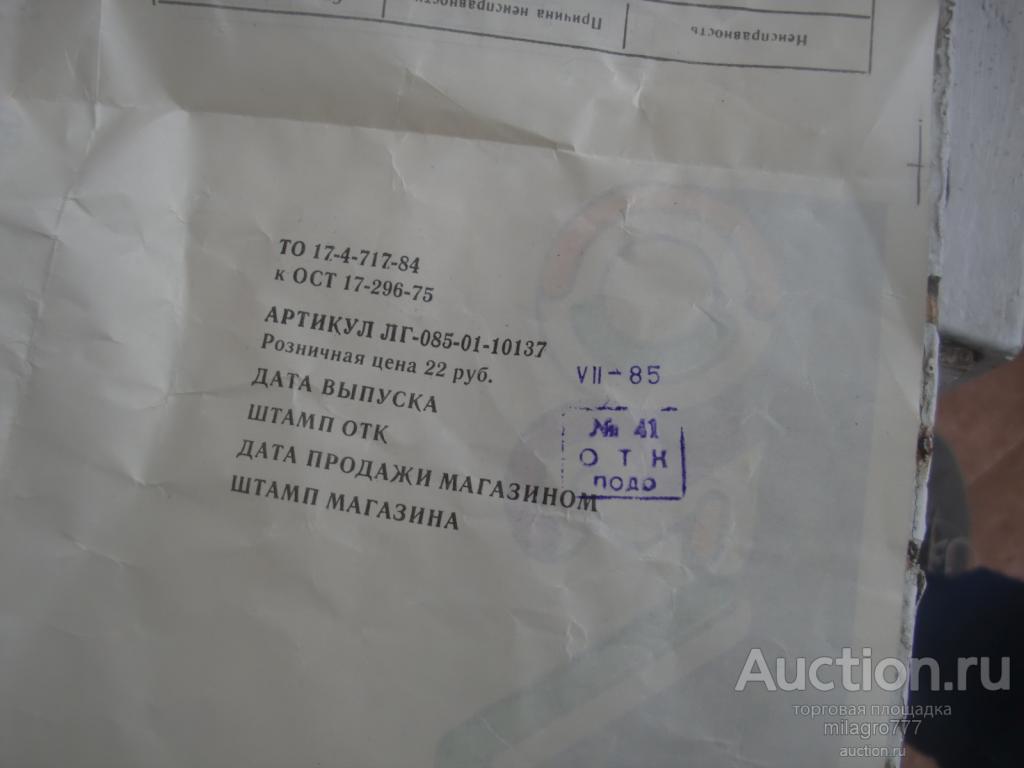 Неисправность
Причина неисправности
ТО 17-4-717-84
к ОСТ 17-296-75
АРТИКУЛ ЛГ-085-01-10137
Розничная цена 22 руб.
ДАТА ВЫПУСКА
VII-85
ШТАМП ОТК
№ 41
О Т К
ПОДО
ДАТА ПРОДАЖИ МАГАЗИНОМ
ШТАМП МАГАЗИНА
Auction.ru
торговая площадка
milagro777
auction.ru